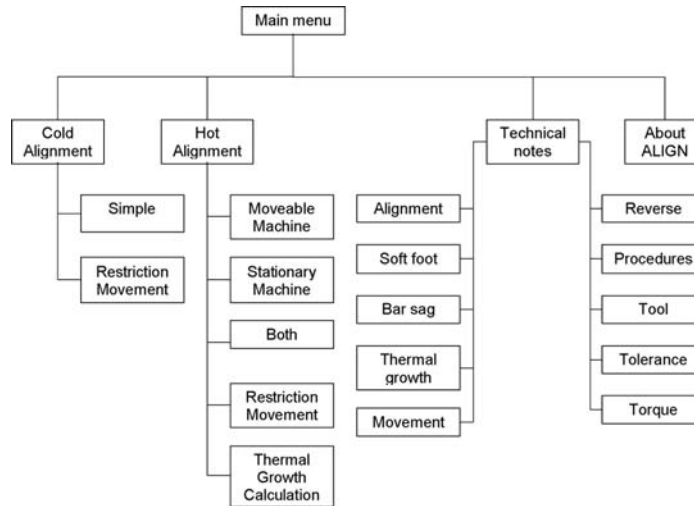 Main menu
Cold
Alignment
Hot
Alignment
Technical
notes
About
ALIGN
Simple
Restriction
Movement
Moveable
Machine
Stationary
Machine
Both
Restriction
Movement
Thermal
Growth
Calculation
Alignment
Soft foot
Bar sag
Thermal
growth
Movement
Reverse
Procedures
Tool
Tolerance
Torque